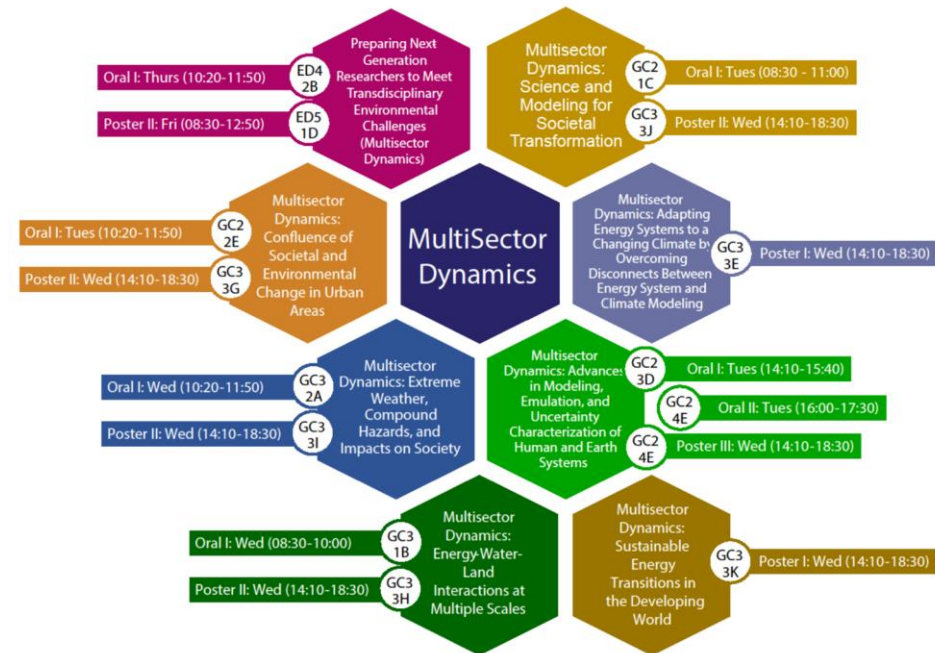 Preparing Next
Generation
Researchers to Meet
Transdisciplinary
Environmental
Challenges
(Multisector
Dynamics)
Oral I: Thurs (10:20-11:50)
ED4
2B
Poster II: Fri (08:30-12:50)
ED5
1D
Multisector
Dynamics:
Science and
Modeling for
Societal
Transformation
GC2
1C
Oral I: Tues (08:30 - 11:00)
GC3
3J
Poster II: Wed (14:10-18:30)
Multisector
Dynamics:
Confluence of
Societal and
Environmental
Change in Urban
Areas
Oral I: Tues (10:20-11:50)
GC2
2E
Poster II: Wed (14:10-18:30)
GC3
3G
MultiSector
Dynamics
Multisector
Dynamics: Adapting
Energy Systems to a
Changing Climate by
Overcoming
Disconnects Between
Energy System and
Climate Modeling
GC3
3E
Poster I: Wed (14:10-18:30)
Multisector
Dynamics: Extreme
Weather,
Compound
Hazards, and
Impacts on Society
Oral I: Wed (10:20-11:50)
GC3
2A
Poster II: Wed (14:10-18:30)
GC3
3I
Multisector
Dynamics: Advances
in Modeling,
Emulation, and
Uncertainty
Characterization of
Human and Earth
Systems
GC2
3D
Oral I: Tues (14:10-15:40)
GC2
4E
Oral II: Tues (16:00-17:30)
GC2
4E
Poster III: Wed (14:10-18:30)
Multisector
Dynamics:
Energy-Water-
Land
Interactions at
Multiple Scales
Oral I: Wed (08:30-10:00)
GC3
1B
Poster II: Wed (14:10-18:30)
GC3
3H
Multisector
Dynamics:
Sustainable
Energy
Transitions in
the Developing
World
GC3
3K
Poster I: Wed (14:10-18:30)